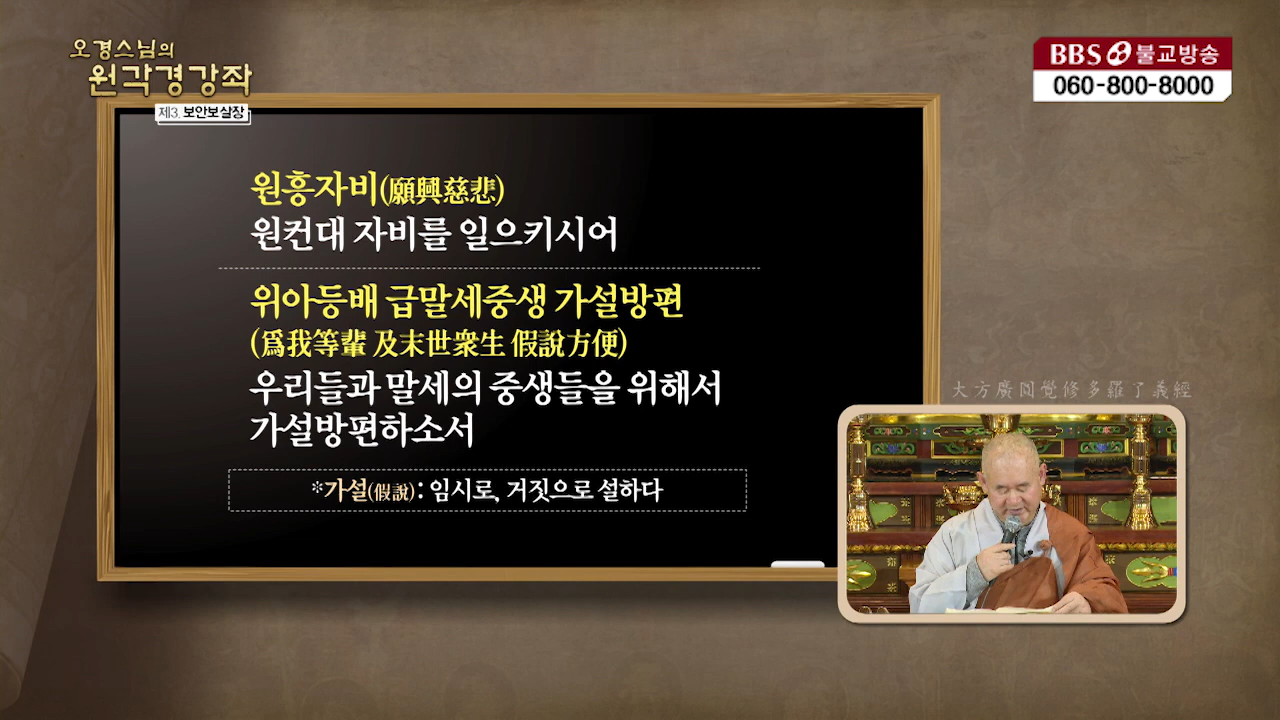 오경스님의
원각경강좌
제3. 보안보살장
BBS 불교방송
060-800-8000
원흥자비(願興慈悲)
원컨대 자비를 일으키시어
위아등배 급말세중생 가설방편
(爲我等輩 及末世衆生 假說方便)
우리들과 말세의 중생들을 위해서
가설방편하소서
*가설(假說): 임시로, 거짓으로 설하다
大方廣圓覺修多羅了義經